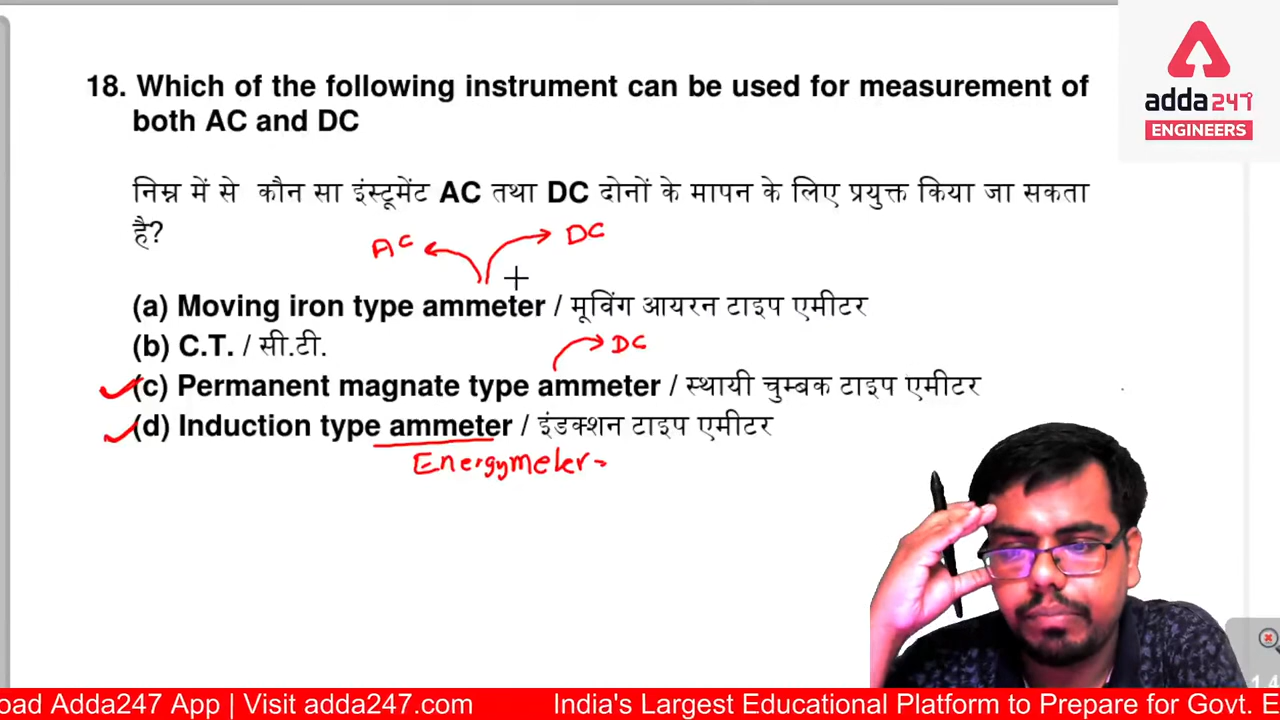 adda247
ENGINEERS
18. Which of the following instrument can be used for measurement of
both AC and DC
निम्न में से कौन सा इंस्ट्रूमेंट AC तथा DC दोनों के मापन के लिए प्रयुक्त किया जा सकता
है?
AC DC
(a) Moving iron type ammeter / मूविंग आयरन टाइप एमीटर
(b) C.T. / सी.टी.
DC
(c) Permanent magnate type ammeter / स्थायी चुम्बक टाइप एमीटर
(d) Induction type ammeter / इंडक्शन टाइप एमीटर
Energymeter
oad Adda247 App | Visit adda247.com India's Largest Educational Platform to Prepare for Govt. E